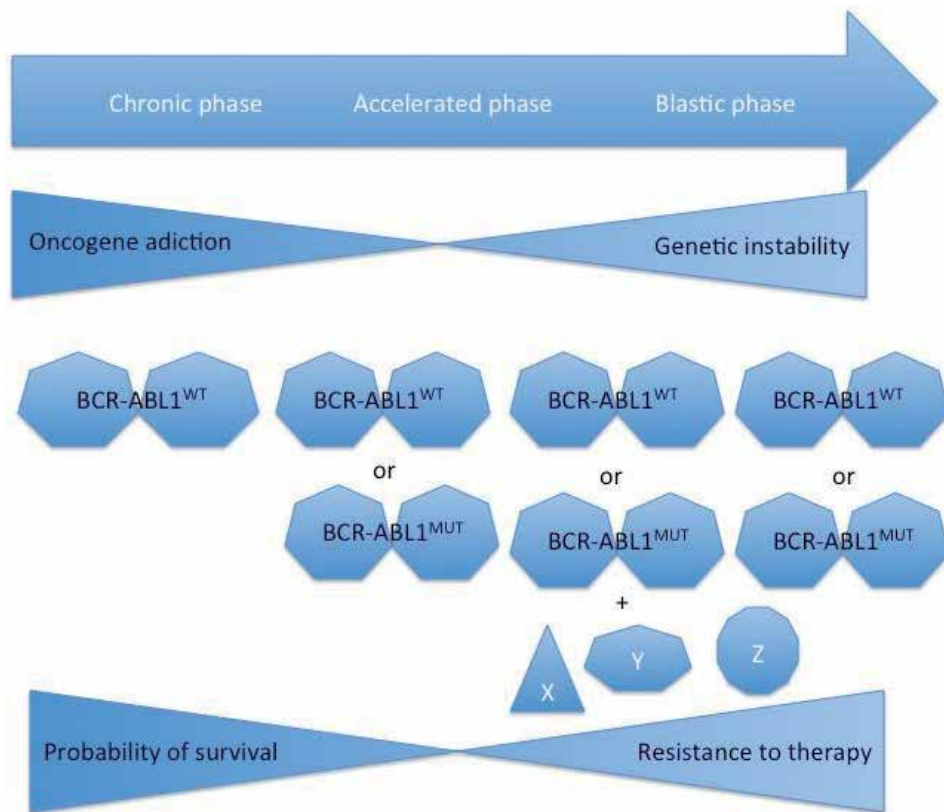 Chronic phase Accelerated phase Blastic phase
Oncogene adiction Genetic instability
BCR-ABL1WT BCR-ABL1WT BCR-ABL1WT BCR-ABL1WT
or or or
BCR-ABL1MUT BCR-ABL1MUT BCR-ABL1MUT
+
X Y Z
Probability of survival Resistance to therapy